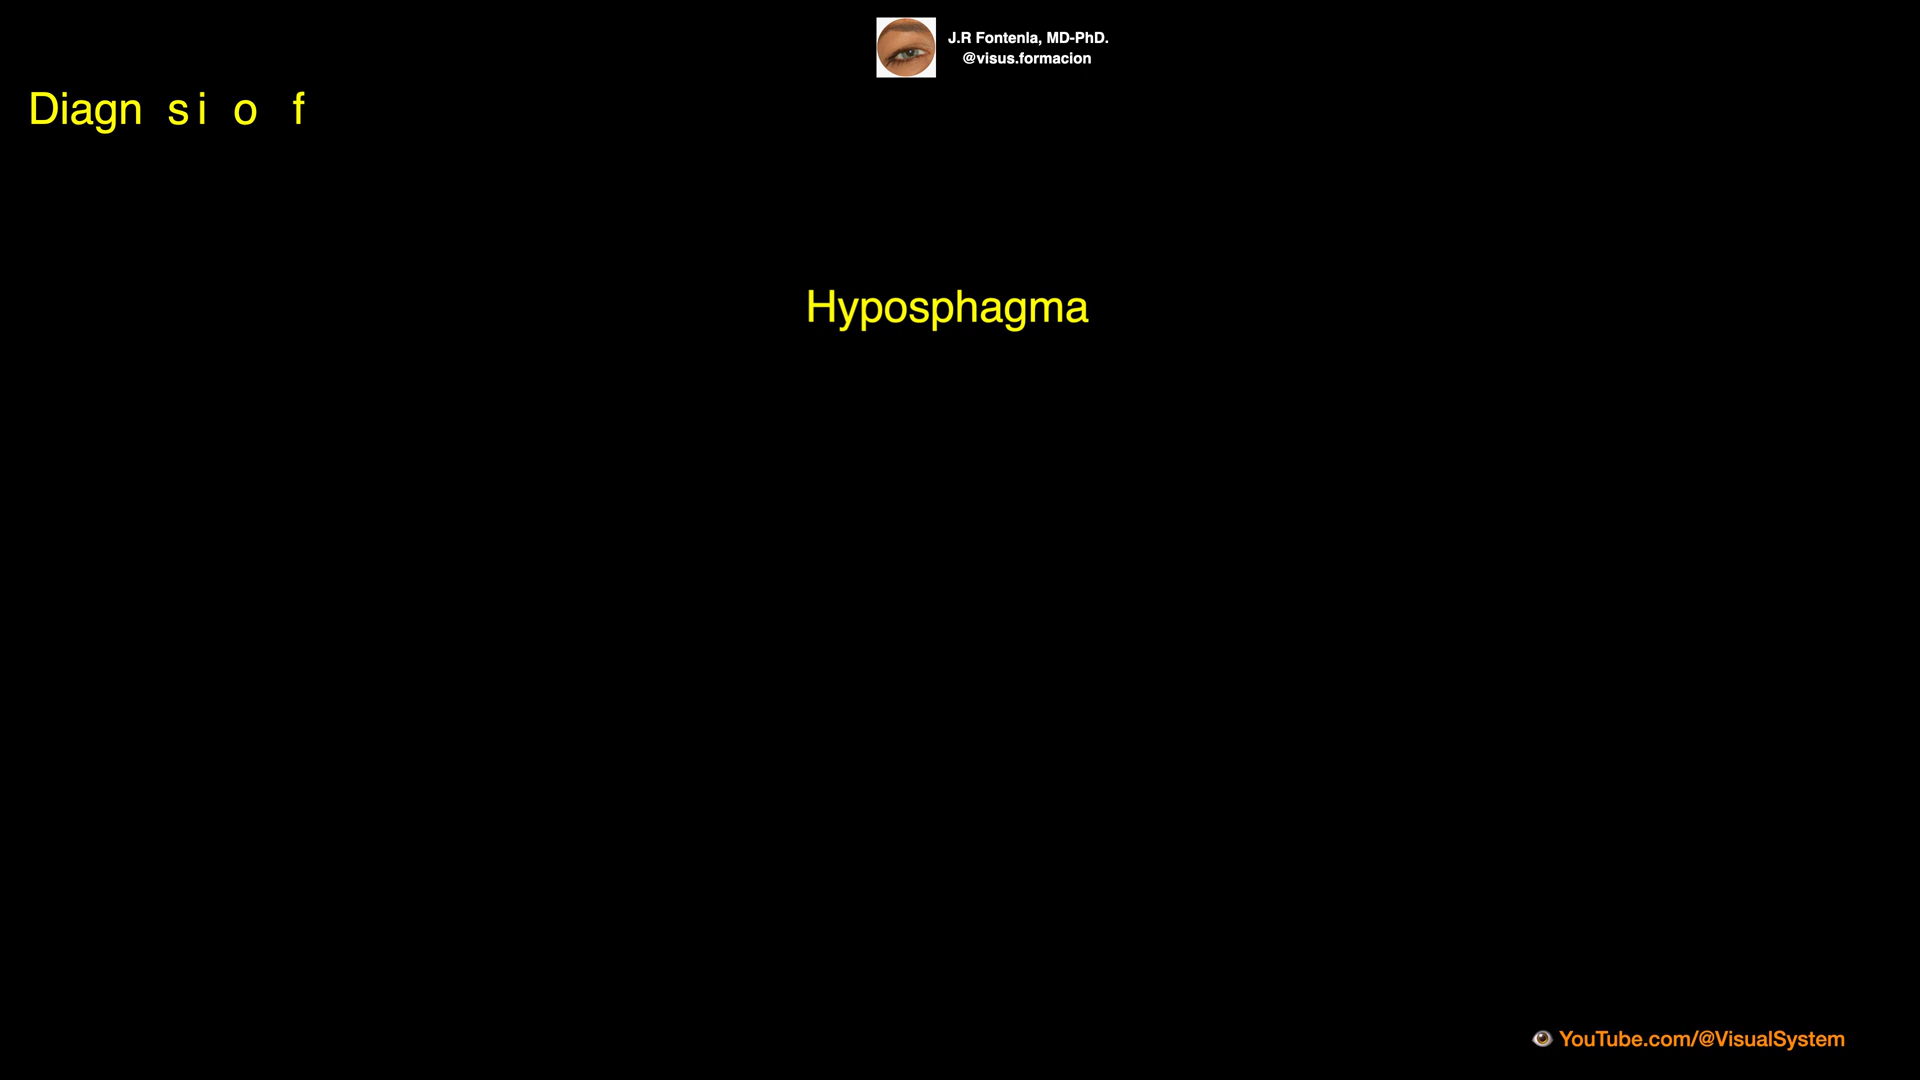 J.R Fontenla, MD-PhD.
@visus.formacion
Diagn si o f
Hyposphagma
YouTube.com/@VisualSystem